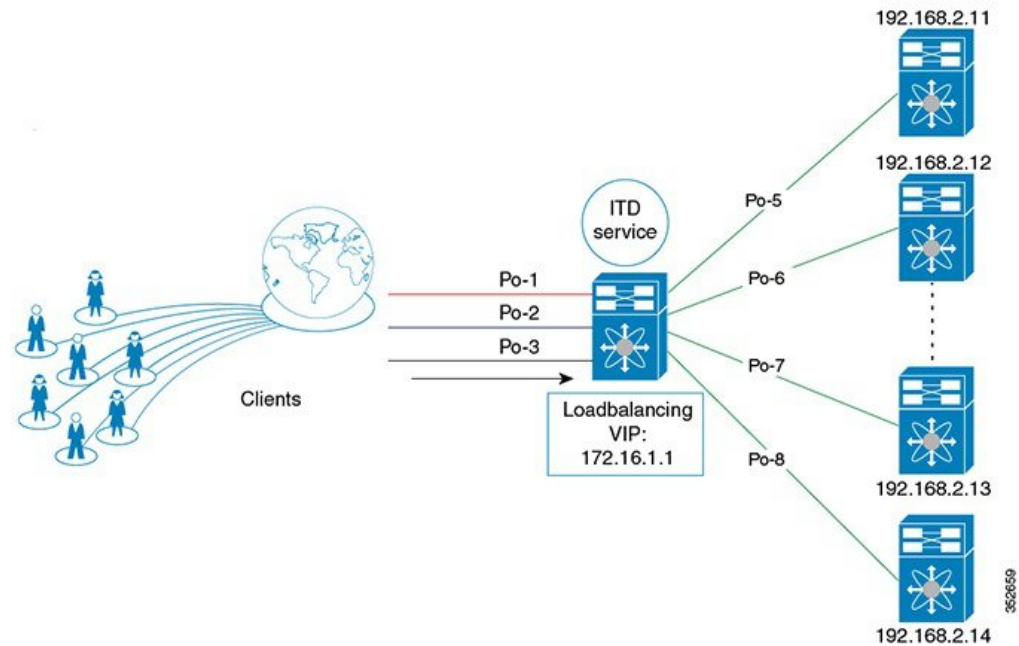 192.168.2.11
192.168.2.12
Po-5
ITD
service
Po-6
Po-1
Po-2
Po-3
Po-7
Clients
Loadbalancing
VIP:
172.16.1.1
Po-8
192.168.2.13
192.168.2.14
352659